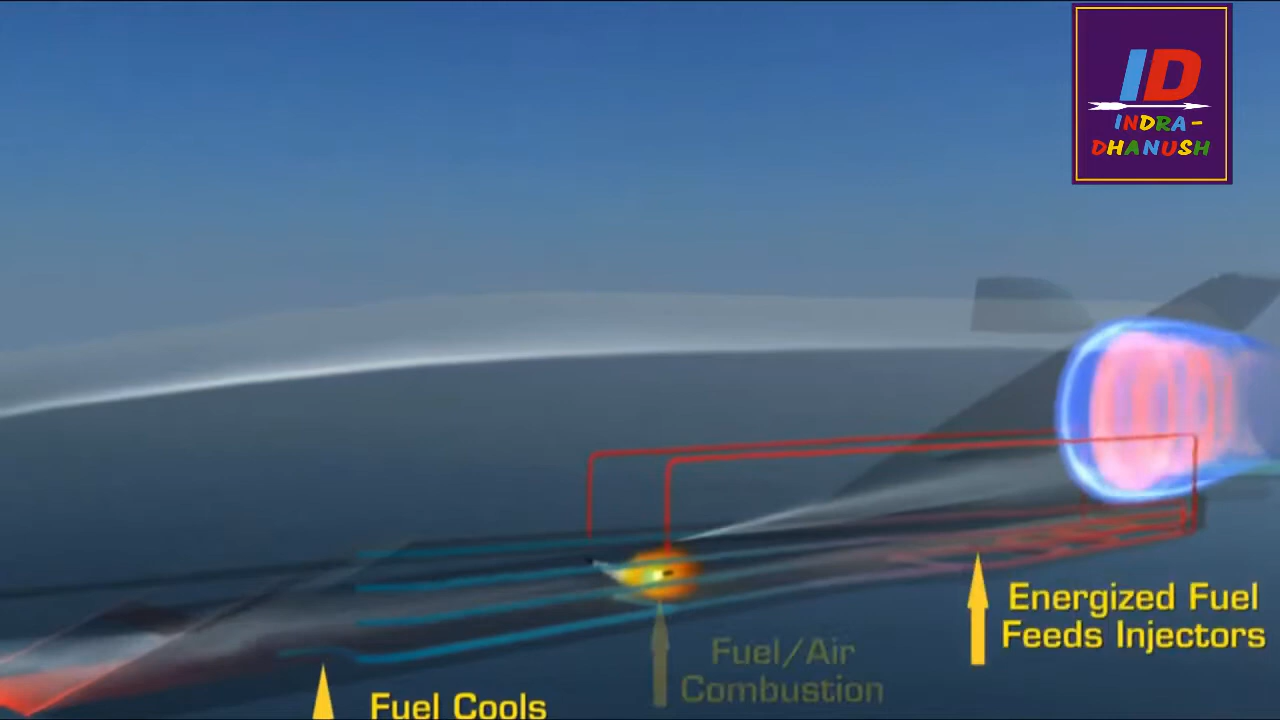 ID
INDRA-
DHANUSH
Energized Fuel
Feeds Injectors
Fuel/Air
Combustion
Fuel Cools